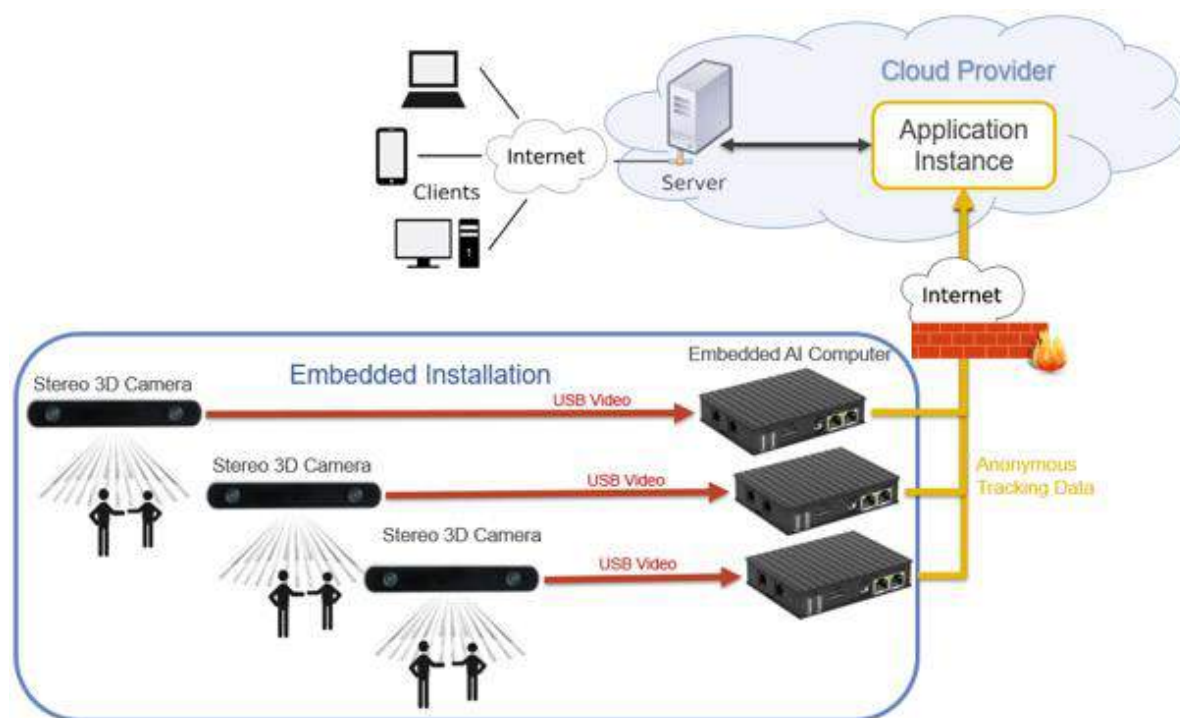 Cloud Provider
Application
Instance
Internet
Clients
Server
Internet
Embedded AI Computer
Embedded Installation
Stereo 3D Camera
USB Video
Stereo 3D Camera
USB Video
Anonymous
Tracking Data
Stereo 3D Camera
USB Video